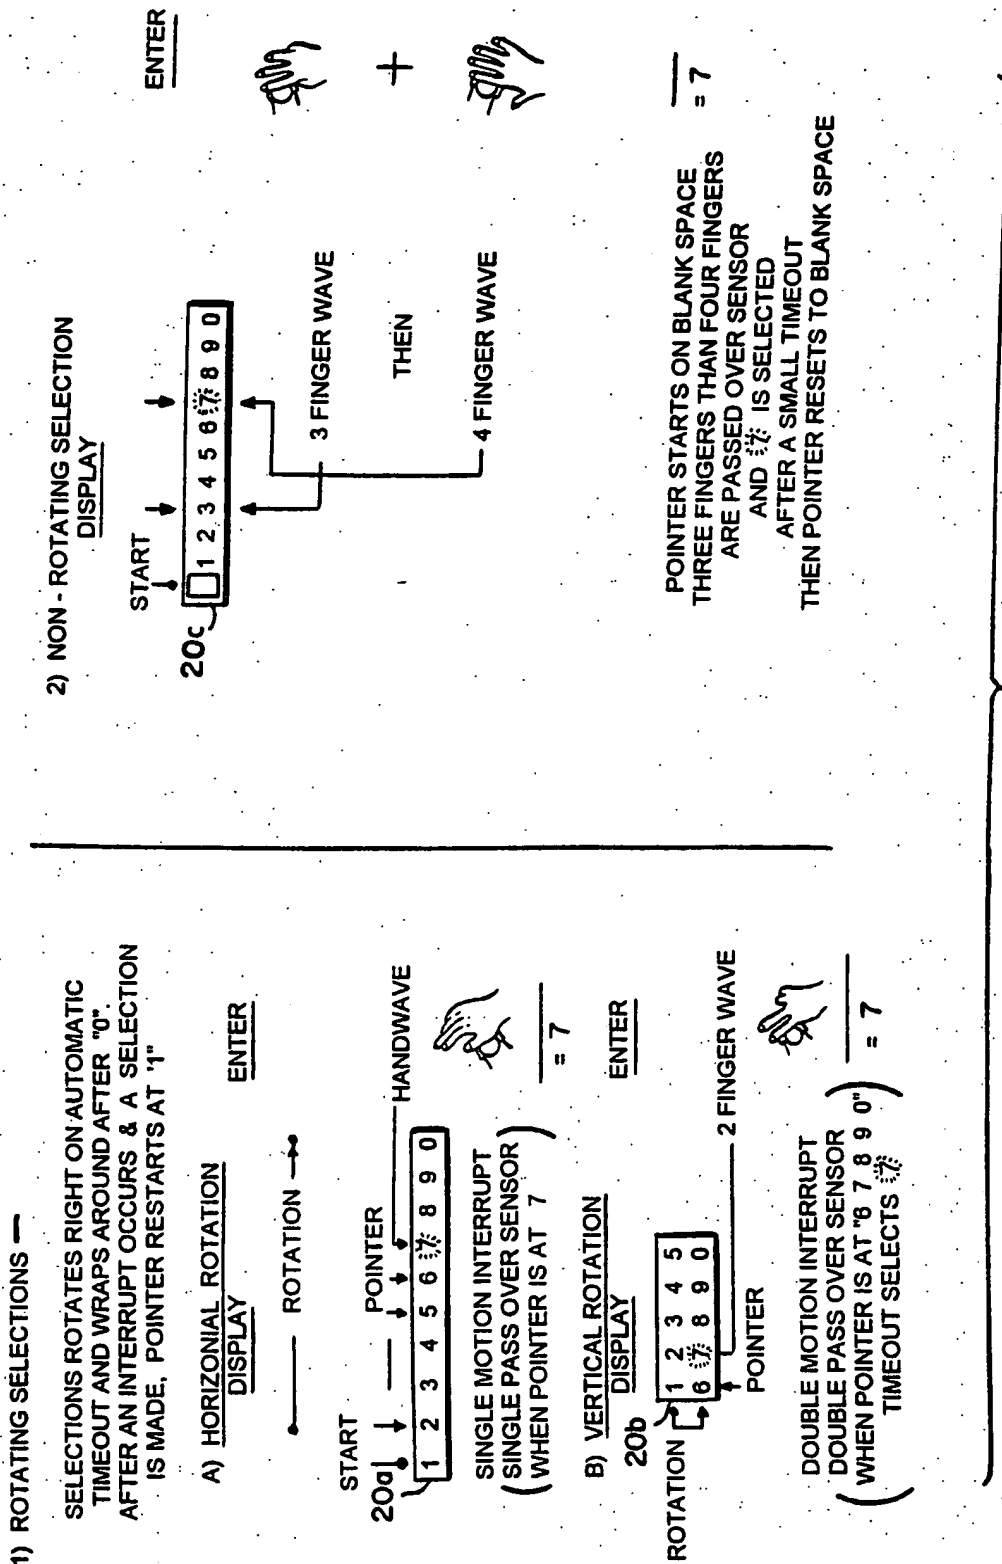 1) ROTATING SELECTIONS —
SELECTIONS ROTATES RIGHT ON AUTOMATIC
TIMEOUT AND WRAPS AROUND AFTER "0".
AFTER AN INTERRUPT OCCURS & A SELECTION
IS MADE, POINTER RESTARTS AT '1"
A) HORIZONIAL ROTATION
DISPLAY
ENTER
ROTATION
START
POINTER
HANDWAVE
20a
1 2 3 4 5 6 7 8 9 0
SINGLE MOTION INTERRUPT
(SINGLE PASS OVER SENSOR)
WHEN POINTER IS AT 7
= 7
B) VERTICAL ROTATION
DISPLAY
ENTER
20b
ROTATION
1 2 3 4 5
6 7 8 9 0
POINTER
2 FINGER WAVE
DOUBLE MOTION INTERRUPT
(DOUBLE PASS OVER SENSOR
WHEN POINTER IS AT "6 7 8 9 0")
TIMEOUT SELECTS 7
= 7
2) NON - ROTATING SELECTION
DISPLAY
ENTER
START
20c
1 2 3 4 5 6 7 8 9 0
3 FINGER WAVE
THEN
+
4 FINGER WAVE
POINTER STARTS ON BLANK SPACE
THREE FINGERS THAN FOUR FINGERS
ARE PASSED OVER SENSOR
AND 7 IS SELECTED
AFTER A SMALL TIMEOUT
THEN POINTER RESETS TO BLANK SPACE
= 7